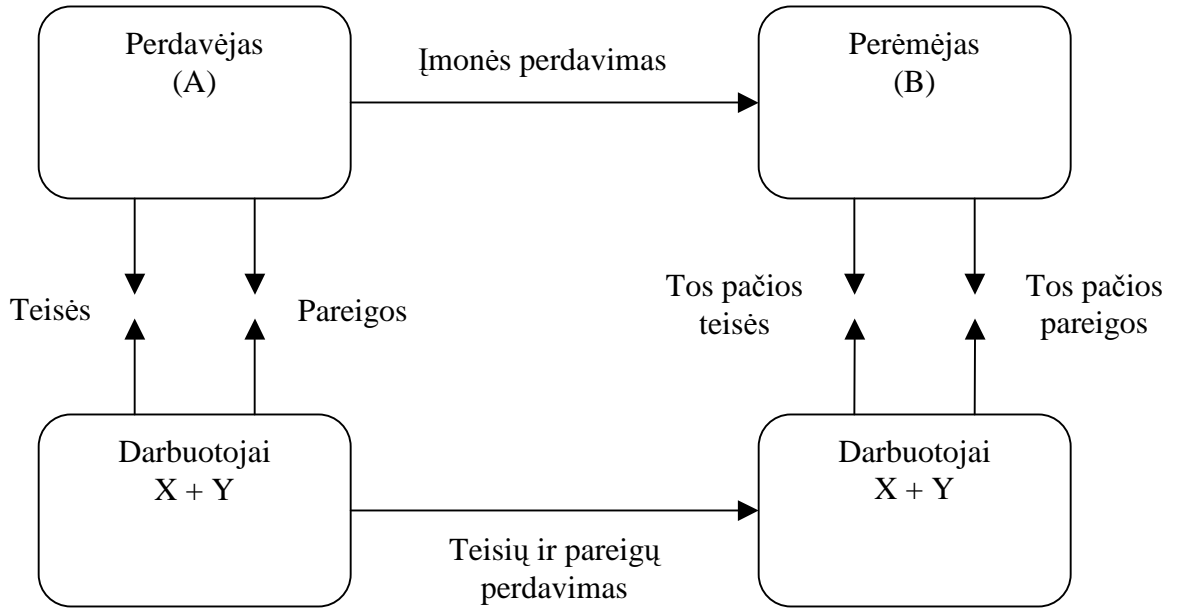 Perdavėjas
(A)
Įmonės perdavimas
Perėmėjas
(B)
Teisės
Pareigos
Tos pačios
teisės
Tos pačios
pareigos
Darbuotojai
X + Y
Teisių ir pareigų
perdavimas
Darbuotojai
X + Y